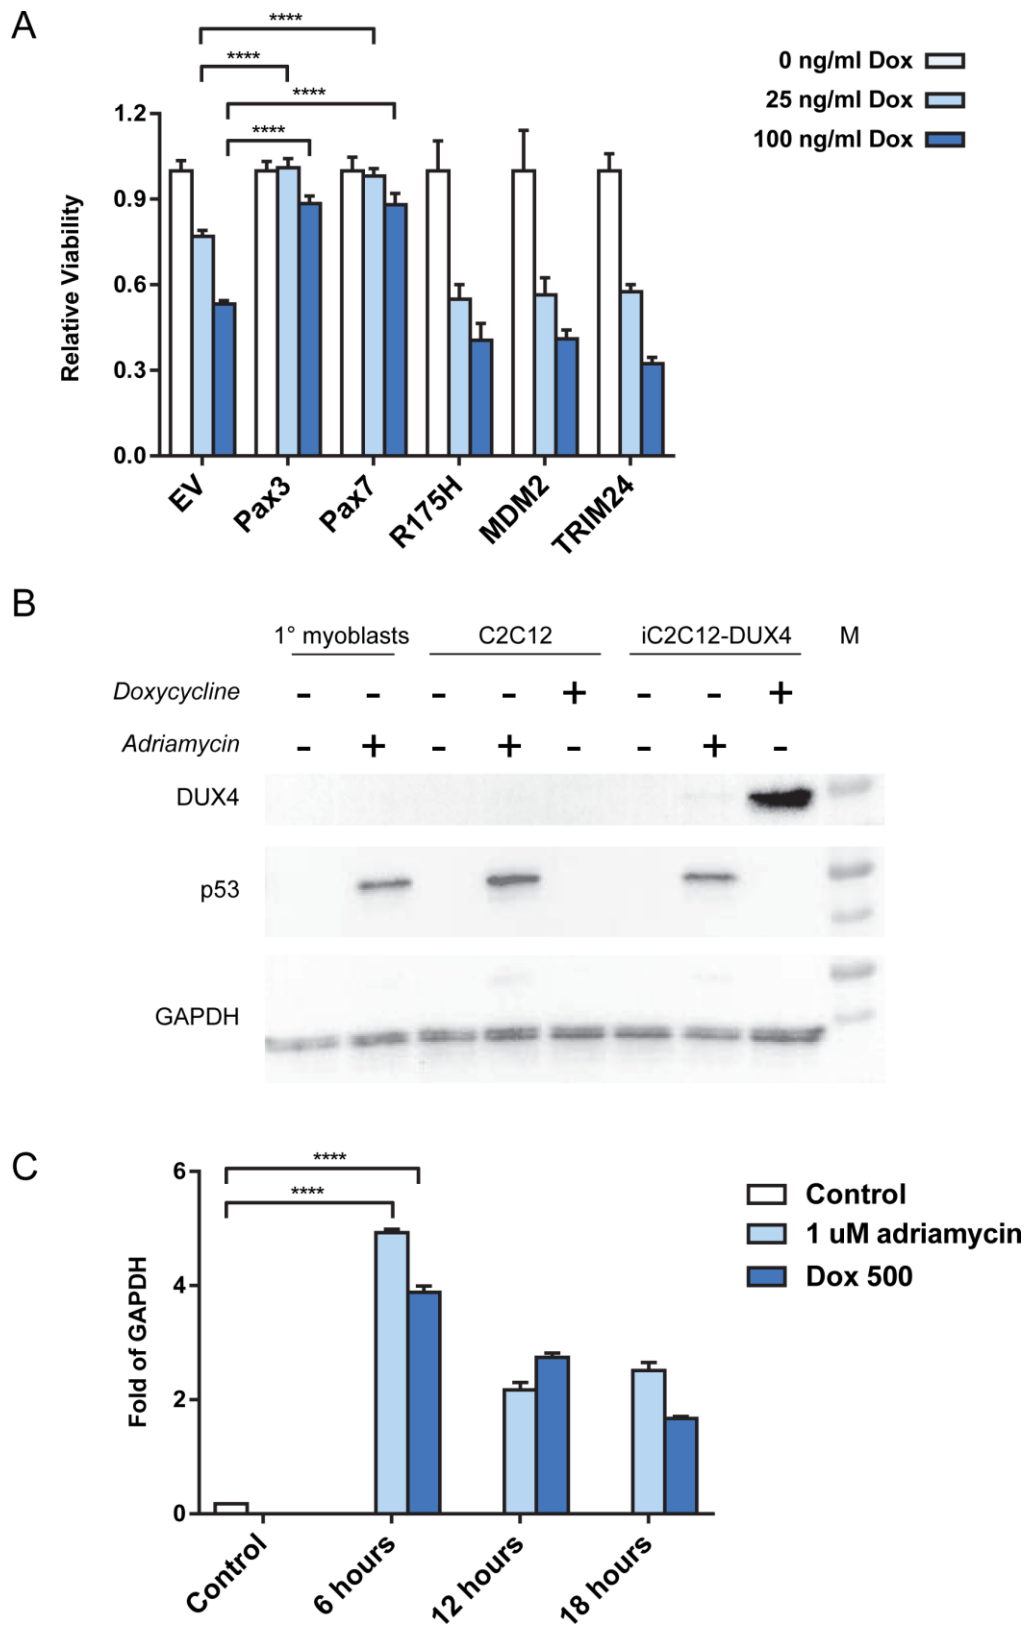 A
****
****
****
****
0 ng/ml Dox
25 ng/ml Dox
100 ng/ml Dox
1.2
0.9
0.6
0.3
0.0
Relative Viability
EV
Pax3
Pax7
R175H
MDM2
TRIM24
B
1° myoblasts C2C12 iC2C12-DUX4 M
Doxycycline - - - - + - - +
Adriamycin - + - + - - + -
DUX4
p53
GAPDH
C
****
****
Control
1 uM adriamycin
Dox 500
6
4
2
0
Fold of GAPDH
Control
6 hours
12 hours
18 hours